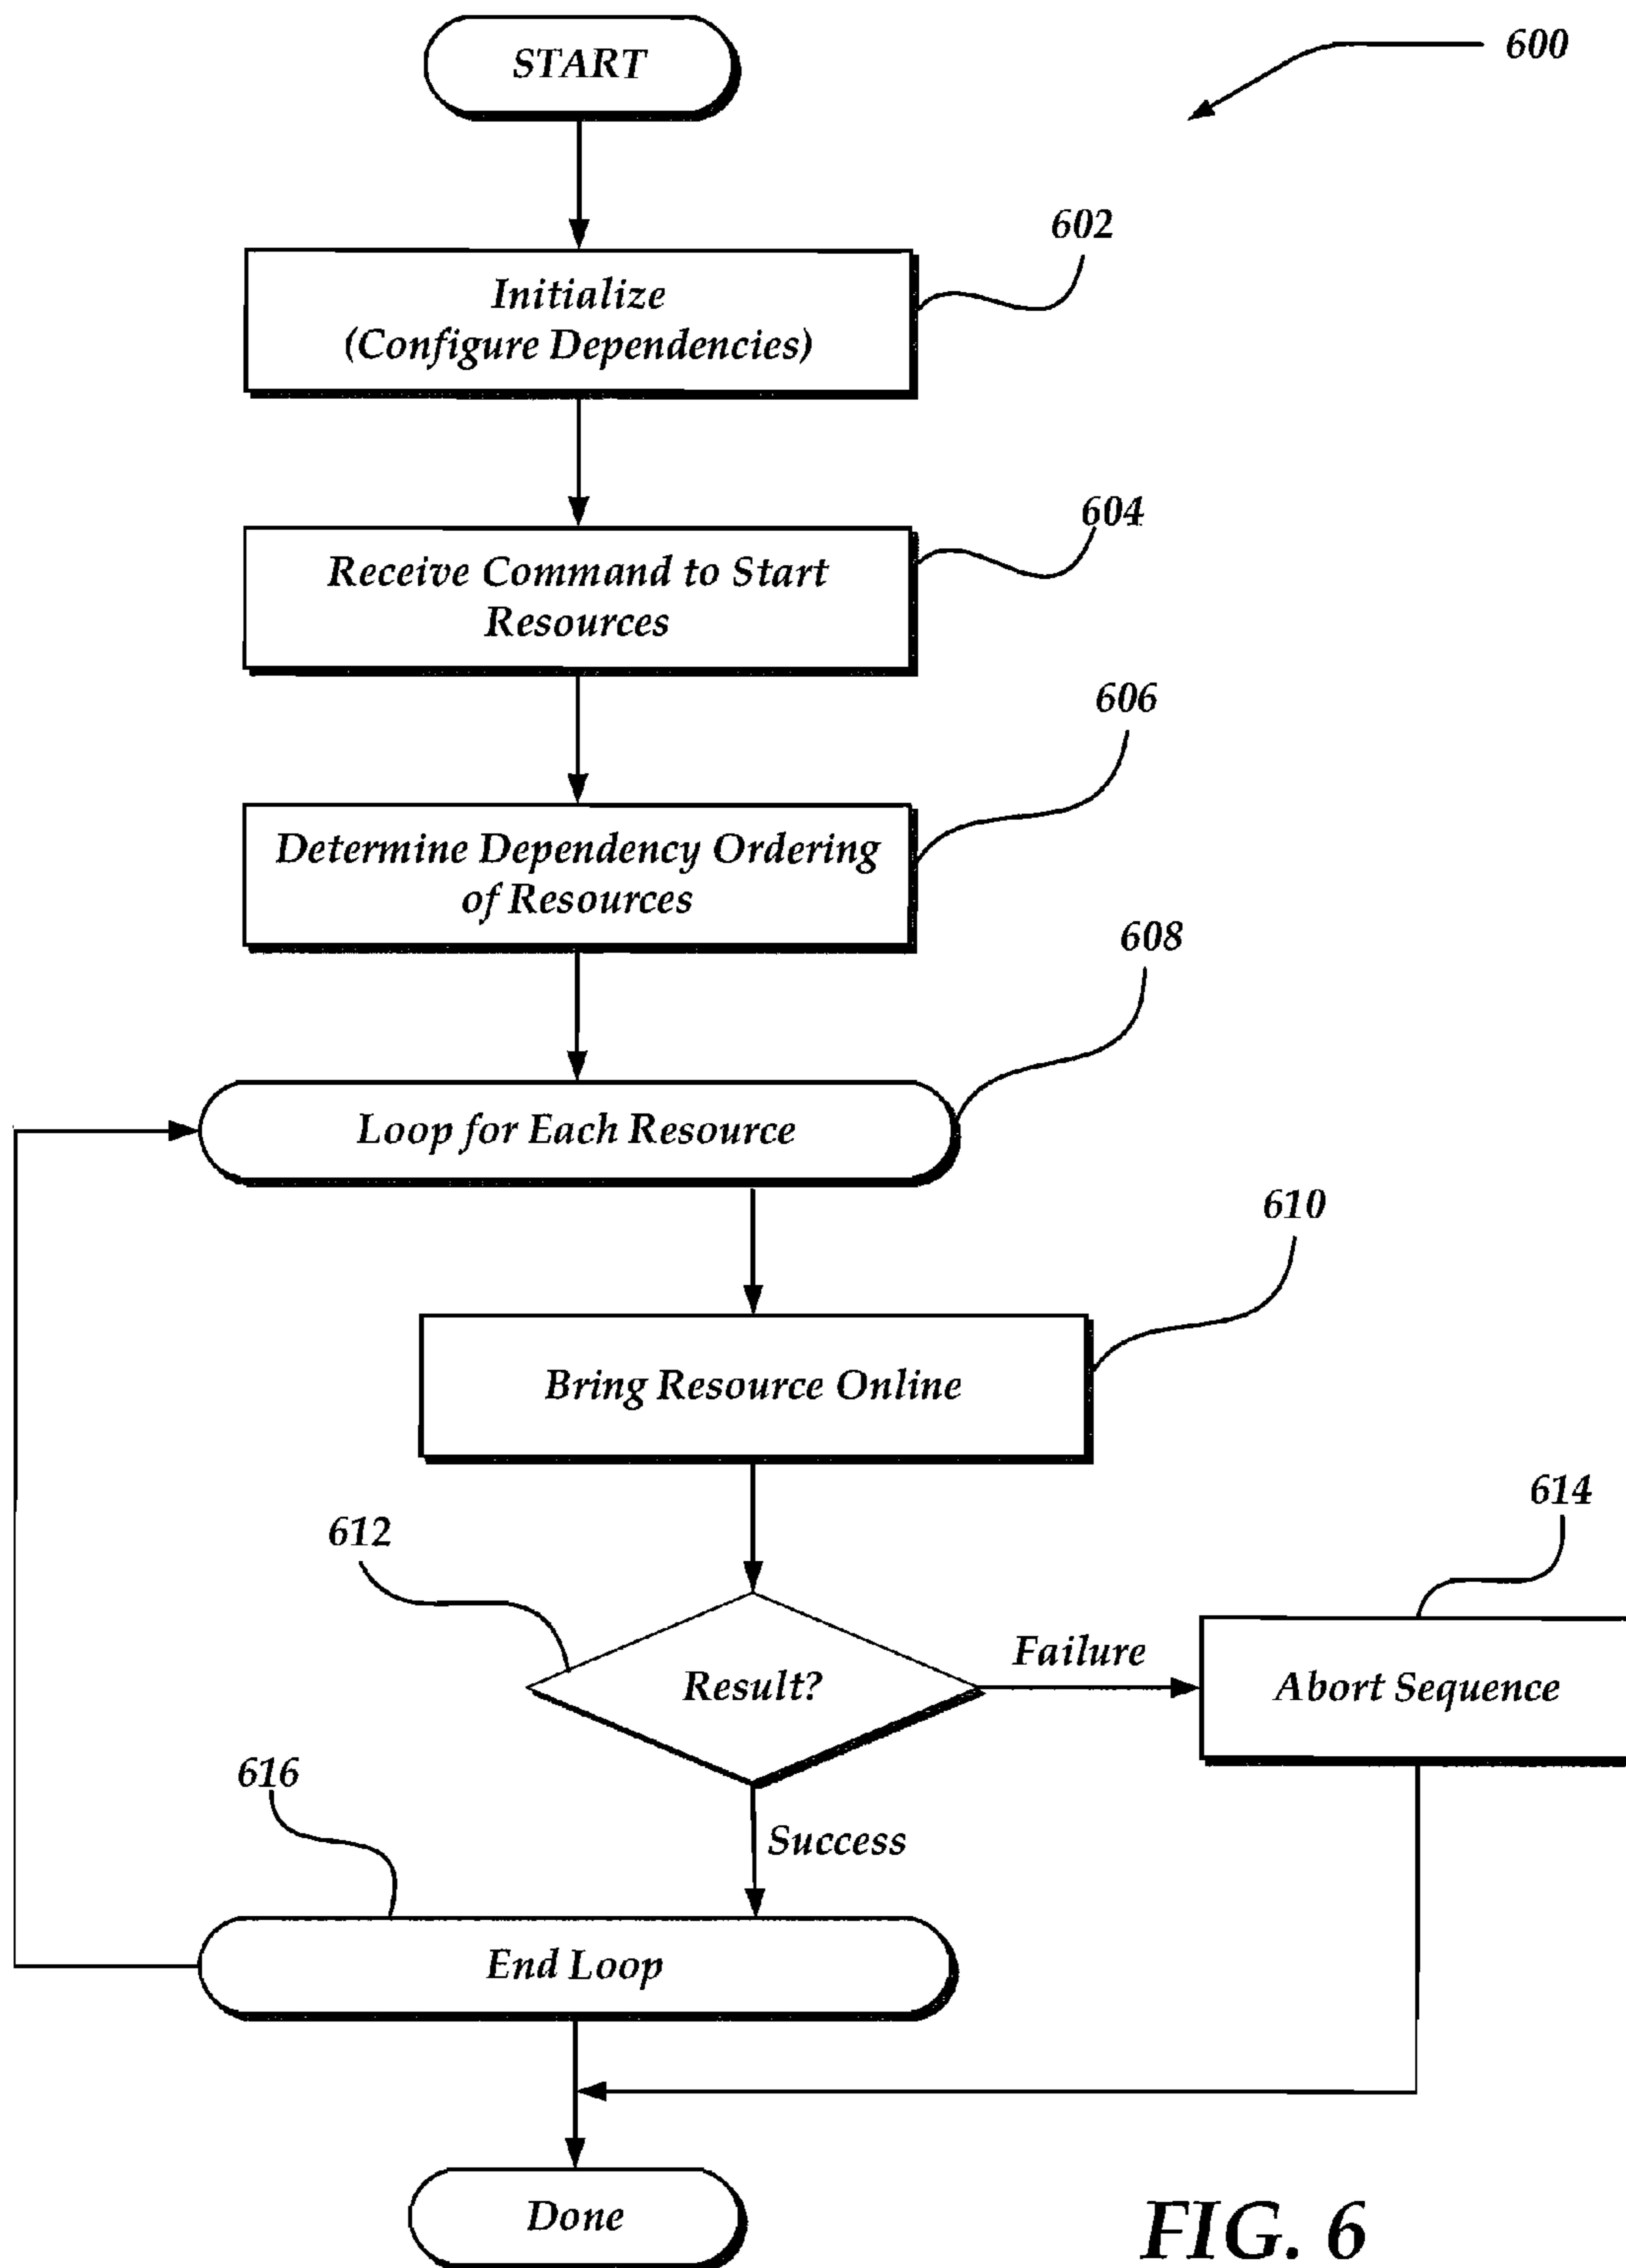 START
600
602
Initialize
(Configure Dependencies)
604
Receive Command to Start
Resources
606
Determine Dependency Ordering
of Resources
608
Loop for Each Resource
610
Bring Resource Online
612
614
Result?
Failure
Abort Sequence
616
Success
End Loop
Done
FIG. 6